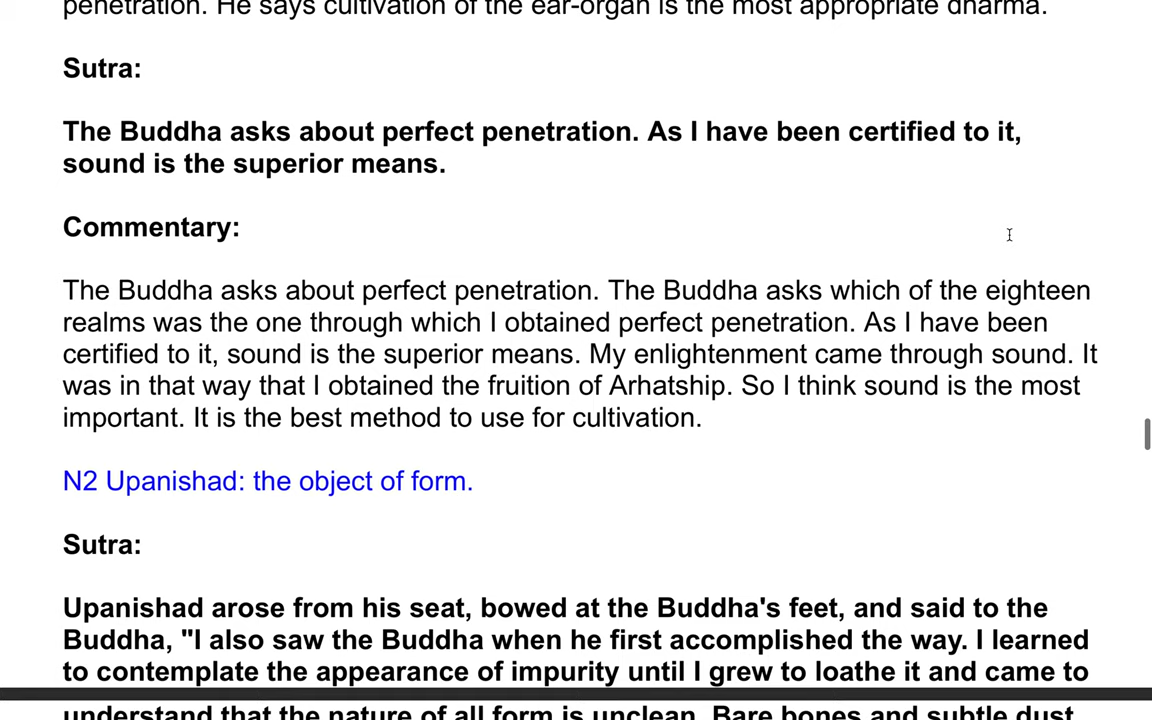 penetration. He says cultivation of the ear-organ is the most appropriate dharma.
Sutra:
The Buddha asks about perfect penetration. As I have been certified to it,
sound is the superior means.
Commentary:
The Buddha asks about perfect penetration. The Buddha asks which of the eighteen
realms was the one through which I obtained perfect penetration. As I have been
certified to it, sound is the superior means. My enlightenment came through sound. It
was in that way that I obtained the fruition of Arhatship. So I think sound is the most
important. It is the best method to use for cultivation.
N2 Upanishad: the object of form.
Sutra:
Upanishad arose from his seat, bowed at the Buddha's feet, and said to the
Buddha, "I also saw the Buddha when he first accomplished the way. I learned
to contemplate the appearance of impurity until I grew to loathe it and came to
understand that the nature of all form is unclean. Bare bones and subtle dust